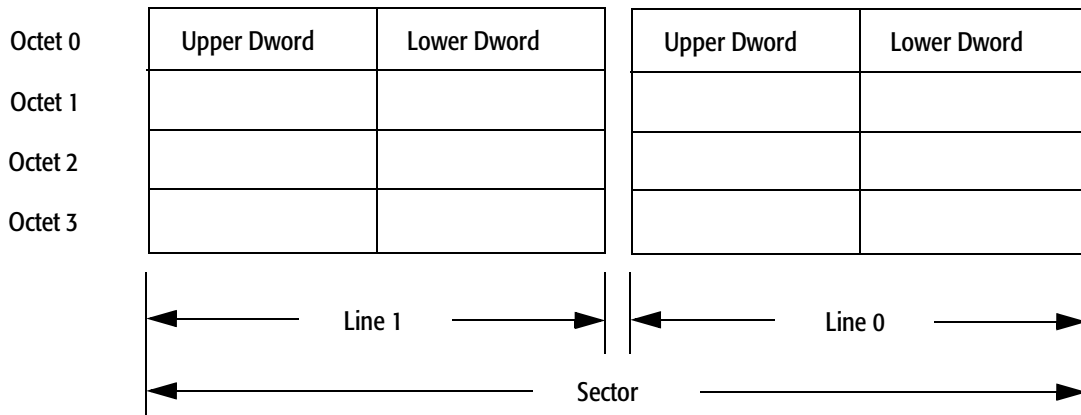 Octet 0 Upper Dword Lower Dword Upper Dword Lower Dword
Octet 1
Octet 2
Octet 3
Line 1 Line 0
Sector